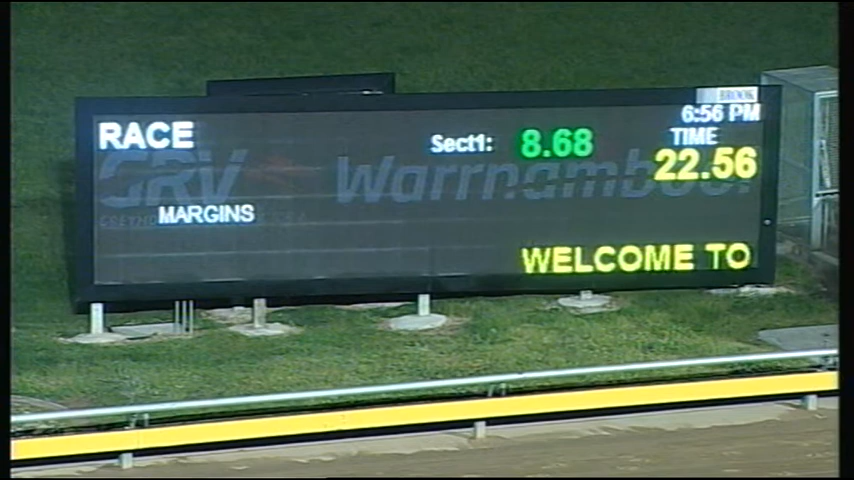 BROOK
RACE
Sect1: 8.68
6:56 PM
TIME
22.56
GRV
Warrnambool
MARGINS
WELCOME TO